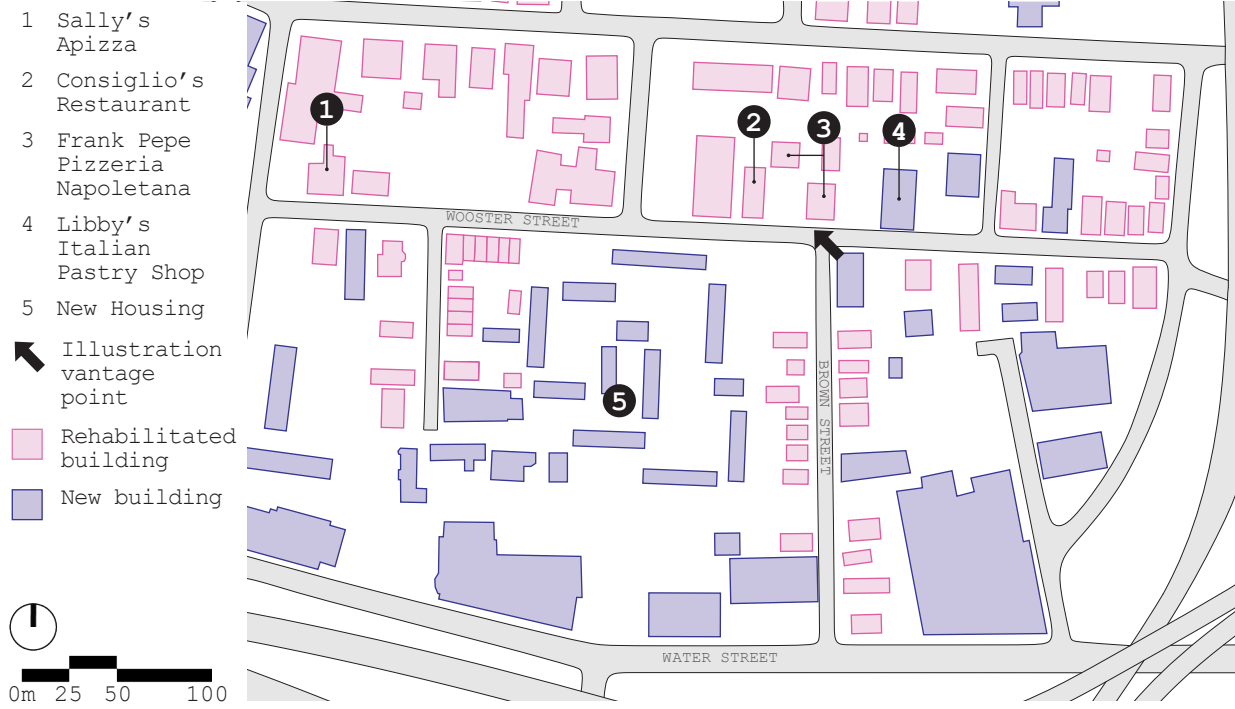 1 Sally's
Apizza
2 Consiglio's
Restaurant
3 Frank Pepe
Pizzeria
Napoletana
4 Libby's
Italian
Pastry Shop
5 New Housing
Illustration
vantage
point
Rehabilitated
building
New building
0m 25 50 100
1
2
3
4
WOOSTER STREET
BROWN STREET
5
WATER STREET